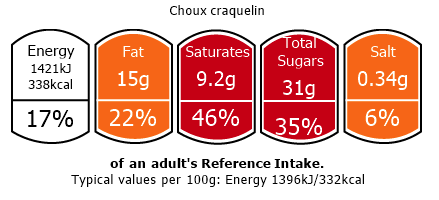 Choux craquelin
Energy
1421kJ
338kcal
17%
Fat
15g
22%
Saturates
9.2g
46%
Total
Sugars
31g
35%
Salt
0.34g
6%
of an adult's Reference Intake.
Typical values per 100g: Energy 1396kJ/332kcal